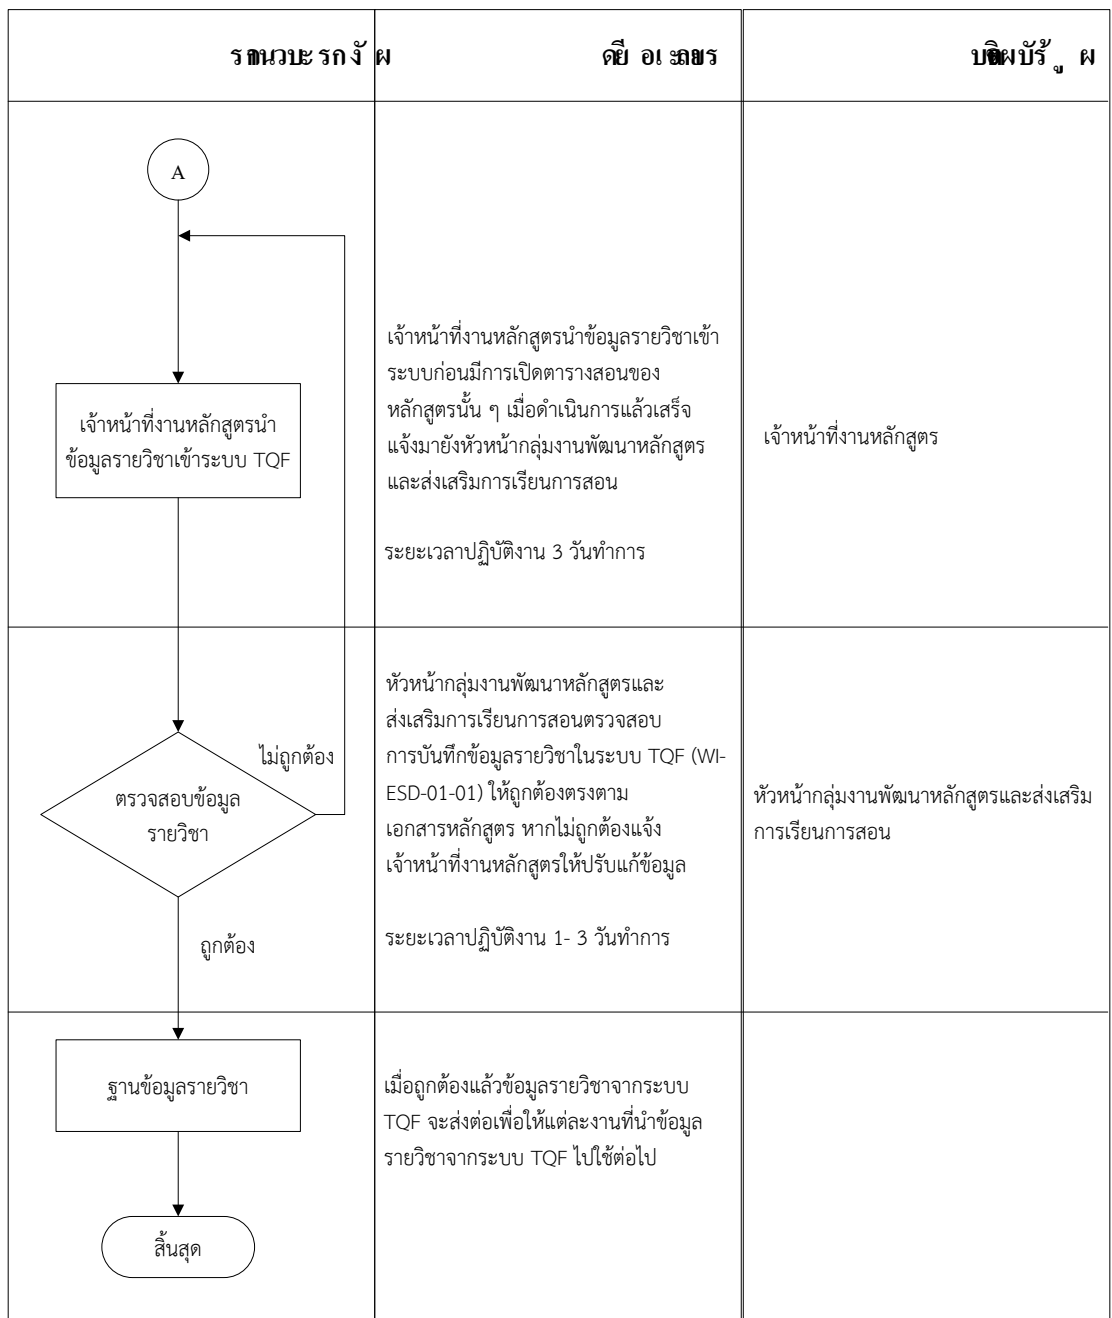 A
เจ้าหน้าที่งานหลักสูตรนำ
ข้อมูลรายวิชาเข้าระบบ TQF
เจ้าหน้าที่งานหลักสูตรนำข้อมูลรายวิชาเข้า
ระบบก่อนมีการเปิดตารางสอนของ
หลักสูตรนั้น ๆ เมื่อดำเนินการแล้วเสร็จ
แจ้งมายังหัวหน้ากลุ่มงานพัฒนาหลักสูตร
และส่งเสริมการเรียนการสอน
ระยะเวลาปฏิบัติงาน 3 วันทำการ
เจ้าหน้าที่งานหลักสูตร
ตรวจสอบข้อมูล
รายวิชา
ไม่ถูกต้อง
ถูกต้อง
หัวหน้ากลุ่มงานพัฒนาหลักสูตรและ
ส่งเสริมการเรียนการสอนตรวจสอบ
การบันทึกข้อมูลรายวิชาในระบบ TQF (WI-
ESD-01-01) ให้ถูกต้องตรงตาม
เอกสารหลักสูตร หากไม่ถูกต้องแจ้ง
เจ้าหน้าที่งานหลักสูตรให้ปรับแก้ข้อมูล
ระยะเวลาปฏิบัติงาน 1- 3 วันทำการ
หัวหน้ากลุ่มงานพัฒนาหลักสูตรและส่งเสริม
การเรียนการสอน
ฐานข้อมูลรายวิชา
สิ้นสุด
เมื่อถูกต้องแล้วข้อมูลรายวิชาจากระบบ
TQF จะส่งต่อเพื่อให้แต่ละงานที่นำข้อมูล
รายวิชาจากระบบ TQF ไปใช้ต่อไป